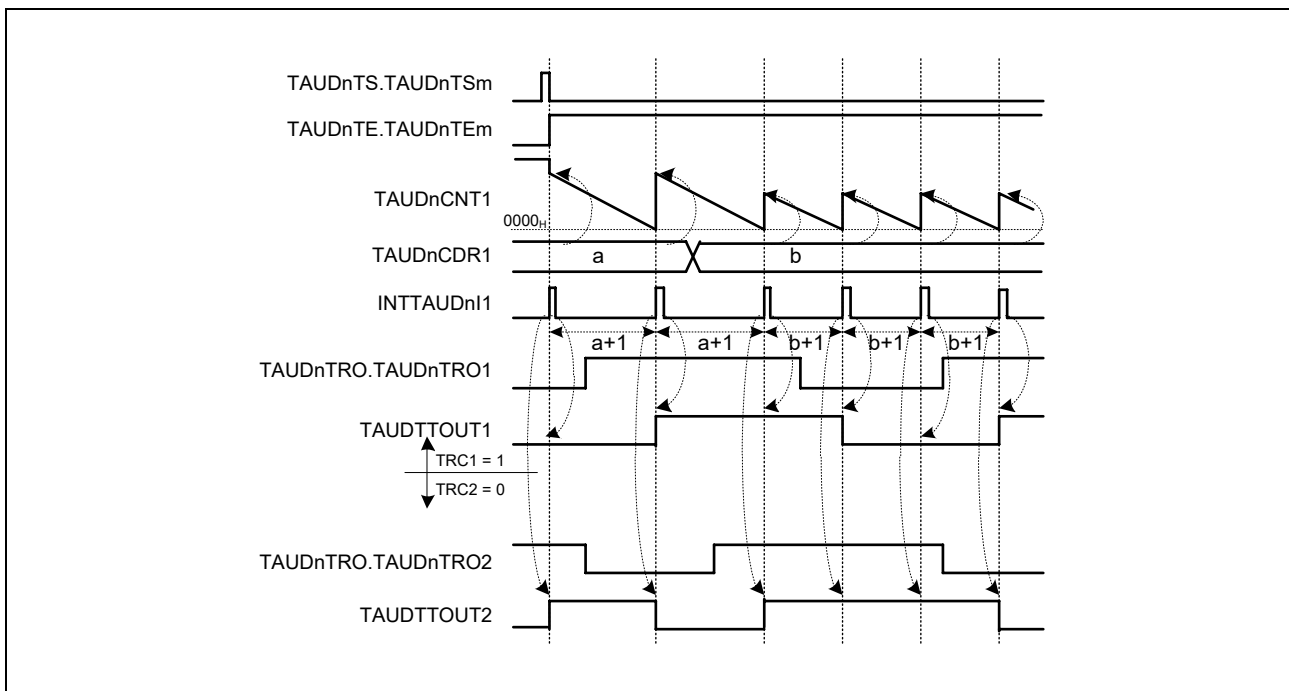 TAUDnTS.TAUDnTSm
TAUDnTE.TAUDnTEm
TAUDnCNT1
0000H
TAUDnCDR1
a
b
INTTAUDnI1
a+1
a+1
b+1
b+1
b+1
TAUDnTRO.TAUDnTRO1
TAUDTTOUT1
TRC1 = 1
TRC2 = 0
TAUDnTRO.TAUDnTRO2
TAUDTTOUT2